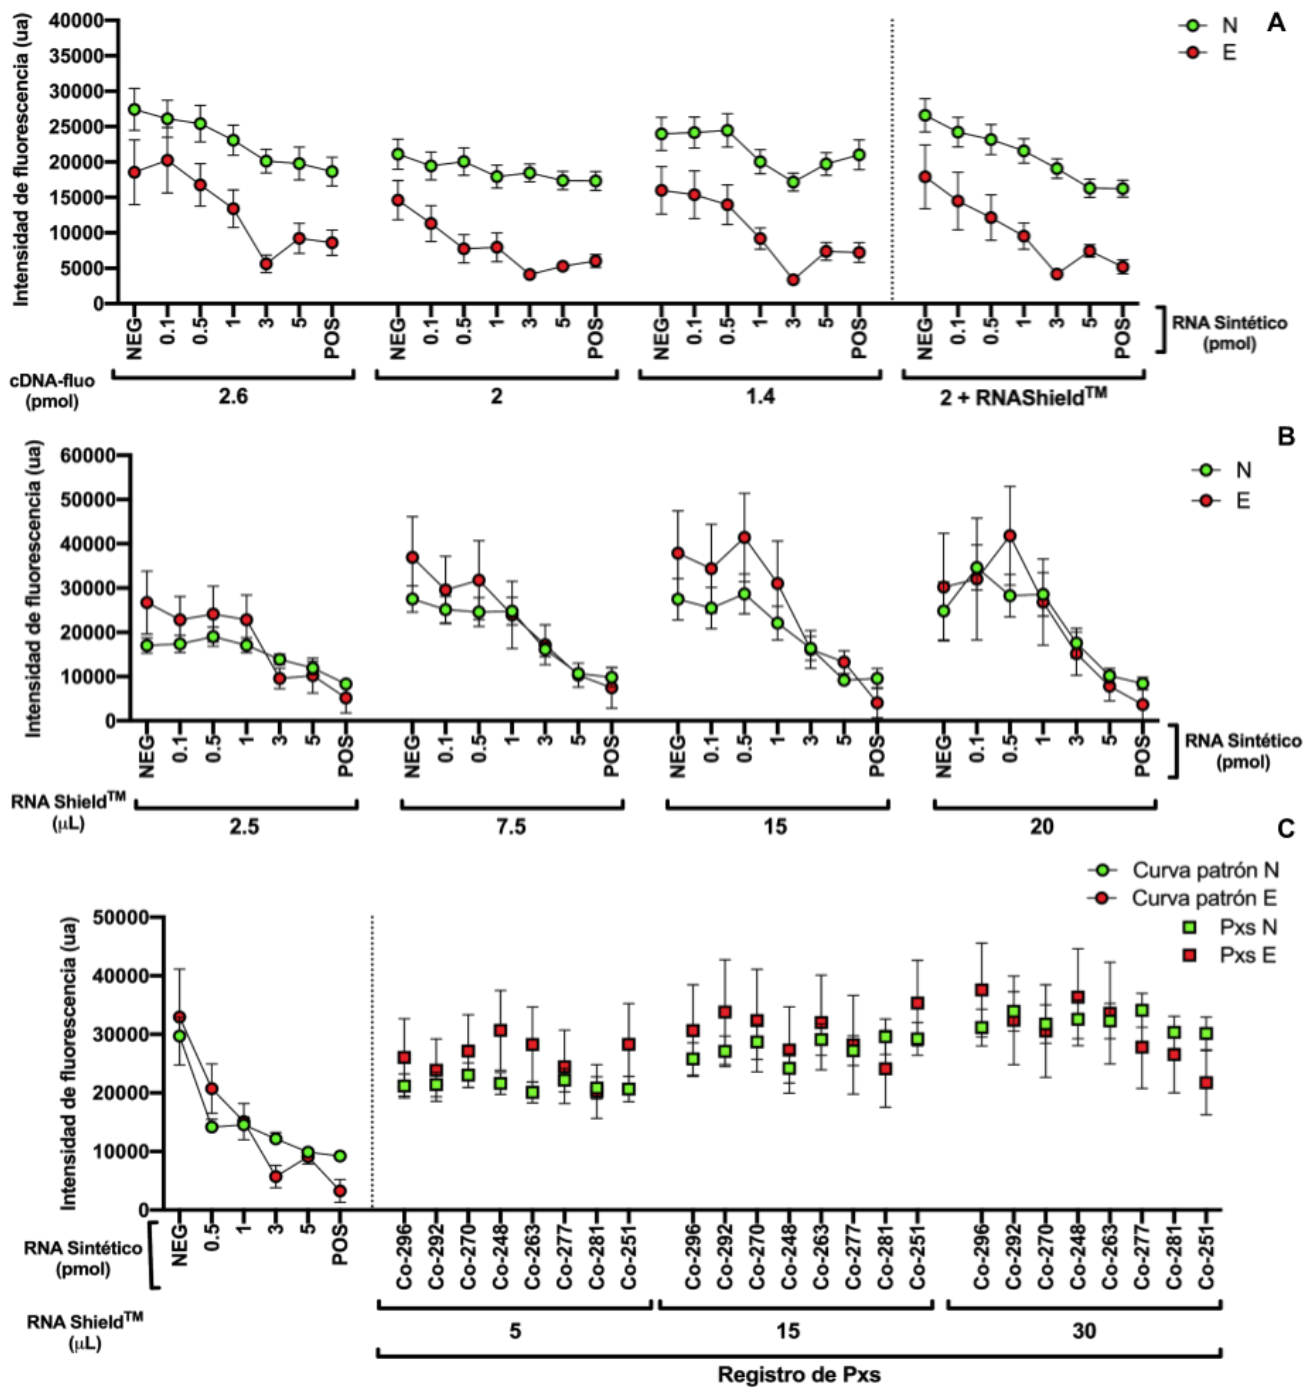 A
N
E
Intensidad de fluorescencia (ua)
40000
35000
30000
25000
20000
15000
10000
5000
0
NEG 0.1 0.5 1 3 5 POS NEG 0.1 0.5 1 3 5 POS NEG 0.1 0.5 1 3 5 POS NEG 0.1 0.5 1 3 5 POS
RNA Sintético
(pmol)
cDNA-fluo
(pmol)
2.6 2 1.4 2 + RNAShield™
B
N
E
Intensidad de fluorescencia (ua)
60000
50000
40000
30000
20000
10000
0
NEG 0.1 0.5 1 3 5 POS NEG 0.1 0.5 1 3 5 POS NEG 0.1 0.5 1 3 5 POS NEG 0.1 0.5 1 3 5 POS
RNA Sintético
(pmol)
RNA Shield™
(µL)
2.5 7.5 15 20
C
Curva patrón N
Curva patrón E
Pxs N
Pxs E
Intensidad de fluorescencia (ua)
50000
40000
30000
20000
10000
0
RNA Sintético
(pmol)
NEG 0.5 1 3 5 POS
Co-296 Co-292 Co-270 Co-248 Co-263 Co-277 Co-281 Co-251 Co-296 Co-292 Co-270 Co-248 Co-263 Co-277 Co-281 Co-251 Co-296 Co-292 Co-270 Co-248 Co-263 Co-277 Co-281 Co-251
RNA Shield™
(µL)
5 15 30
Registro de Pxs